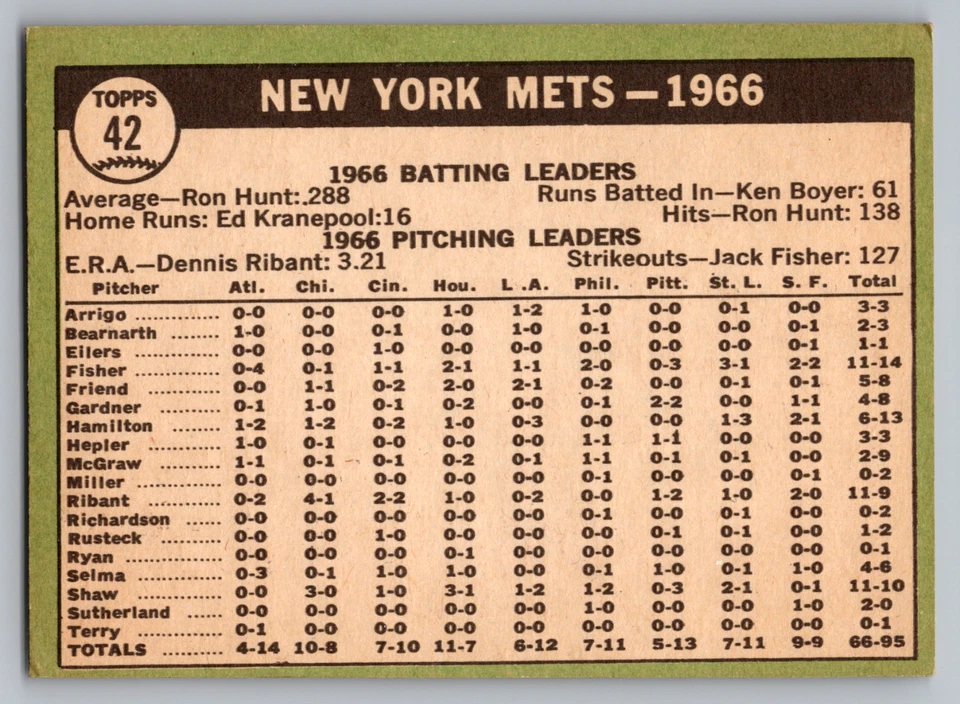 TOPPS
42
NEW YORK METS — 1966
1966 BATTING LEADERS
Average—Ron Hunt: .288 Runs Batted In—Ken Boyer: 61
Home Runs: Ed Kranepool:16 Hits—Ron Hunt: 138
1966 PITCHING LEADERS
E.R.A.—Dennis Ribant: 3.21 Strikeouts—Jack Fisher: 127
Pitcher Atl. Chi. Cin. Hou. L .A. Phil. Pitt. St. L. S. F. Total
Arrigo .............. 0-0 0-0 0-0 1-0 1-2 1-0 0-0 0-1 0-0 3-3
Bearnarth ........ 1-0 0-0 0-1 0-0 1-0 0-1 0-0 0-0 0-1 2-3
Eilers .............. 0-0 0-0 1-0 0-0 0-0 0-0 0-0 0-0 0-1 1-1
Fisher .............. 0-4 0-1 1-1 2-1 1-1 2-0 0-3 3-1 2-2 11-14
Friend ............ 0-0 1-1 0-2 2-0 2-1 0-2 0-0 0-1 0-1 5-8
Gardner .......... 0-1 1-0 0-1 0-2 0-0 0-1 2-2 0-0 1-1 4-8
Hamilton ........ 1-2 1-2 0-2 1-0 0-3 0-0 0-0 1-3 2-1 6-13
Hepler ............ 1-0 0-1 0-0 0-0 0-0 1-1 1-1 0-0 0-0 3-3
McGraw .......... 1-1 0-1 0-1 0-2 0-1 1-1 0-1 0-1 0-0 2-9
Miller .............. 0-0 0-0 0-0 0-0 0-0 0-1 0-0 0-0 0-1 0-2
Ribant ............ 0-2 4-1 2-2 1-0 0-2 0-0 1-2 1-0 2-0 11-9
Richardson ...... 0-0 0-0 0-0 0-0 0-0 0-1 0-0 0-1 0-0 0-2
Rusteck .......... 0-0 0-0 1-0 0-0 0-0 0-0 0-1 0-1 0-0 1-2
Ryan ................ 0-0 0-0 0-0 0-1 0-0 0-0 0-0 0-0 0-0 0-1
Selma .............. 0-3 0-1 1-0 1-0 0-0 0-1 1-0 0-1 1-0 4-6
Shaw .............. 0-0 3-0 1-0 3-1 1-2 1-2 0-3 2-1 0-1 11-10
Sutherland ...... 0-0 0-0 0-0 0-0 0-0 1-0 0-0 0-0 1-0 2-0
Terry .............. 0-1 0-0 0-0 0-0 0-0 0-0 0-0 0-0 0-0 0-1
TOTALS .......... 4-14 10-8 7-10 11-7 6-12 7-11 5-13 7-11 9-9 66-95